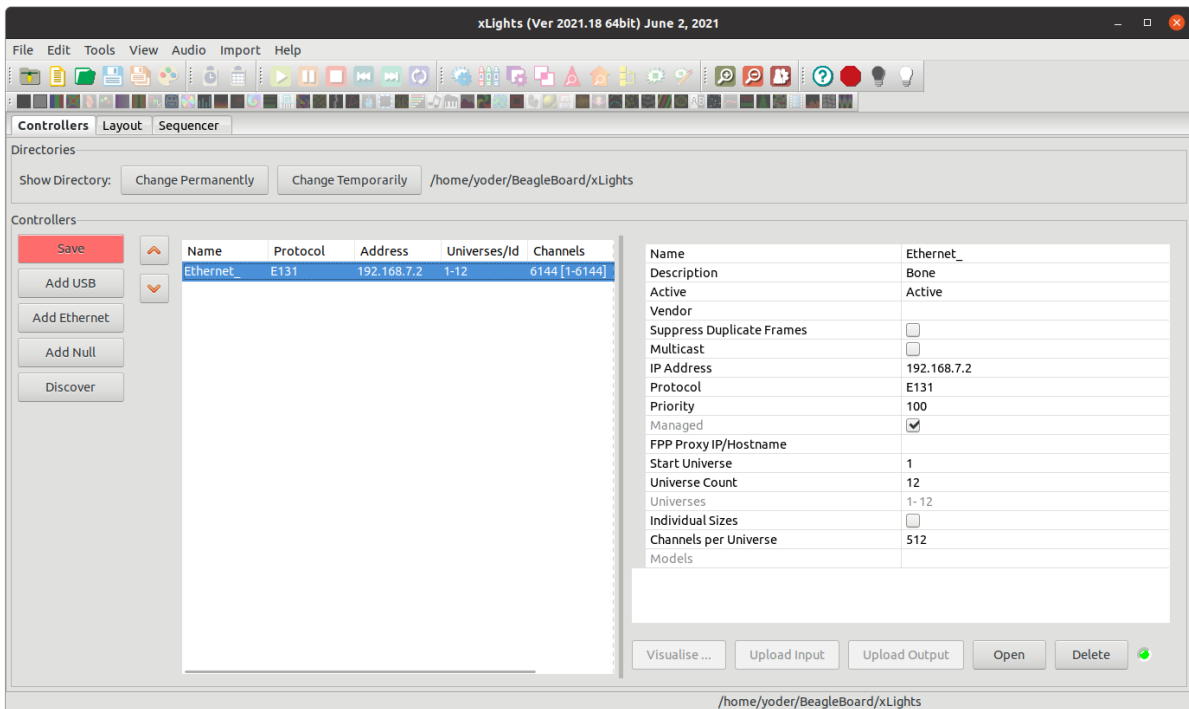 xLights (Ver 2021.18 64bit) June 2, 2021
File Edit Tools View Audio Import Help
Controllers Layout Sequencer
Directories
Show Directory: Change Permanently Change Temporarily /home/yoder/BeagleBoard/xLights
Controllers
Save
Add USB
Add Ethernet
Add Null
Discover
Name Protocol Address Universes/Id Channels
Ethernet_ E131 192.168.7.2 1-12 6144 [1-6144]
Name Ethernet_
Description Bone
Active Active
Vendor
Suppress Duplicate Frames
Multicast
IP Address 192.168.7.2
Protocol E131
Priority 100
Managed
FPP Proxy IP/Hostname
Start Universe 1
Universe Count 12
Universes 1- 12
Individual Sizes
Channels per Universe 512
Models
Visualise ... Upload Input Upload Output Open Delete
/home/yoder/BeagleBoard/xLights